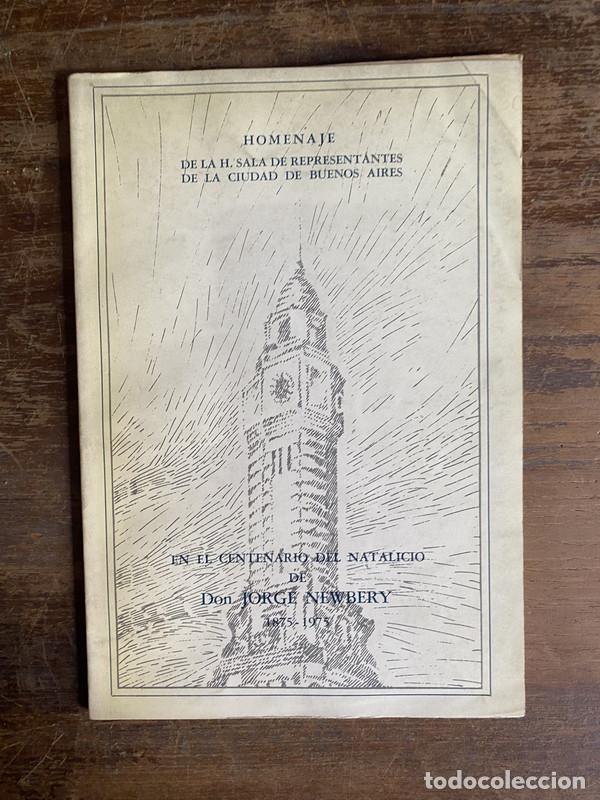 HOMENAJE
DE LA H. SALA DE REPRESENTANTES
DE LA CIUDAD DE BUENOS AIRES
EN EL CENTENARIO DEL NATALICIO
DE
Don JORGE NEWBERY
1875-1975
todocoleccion